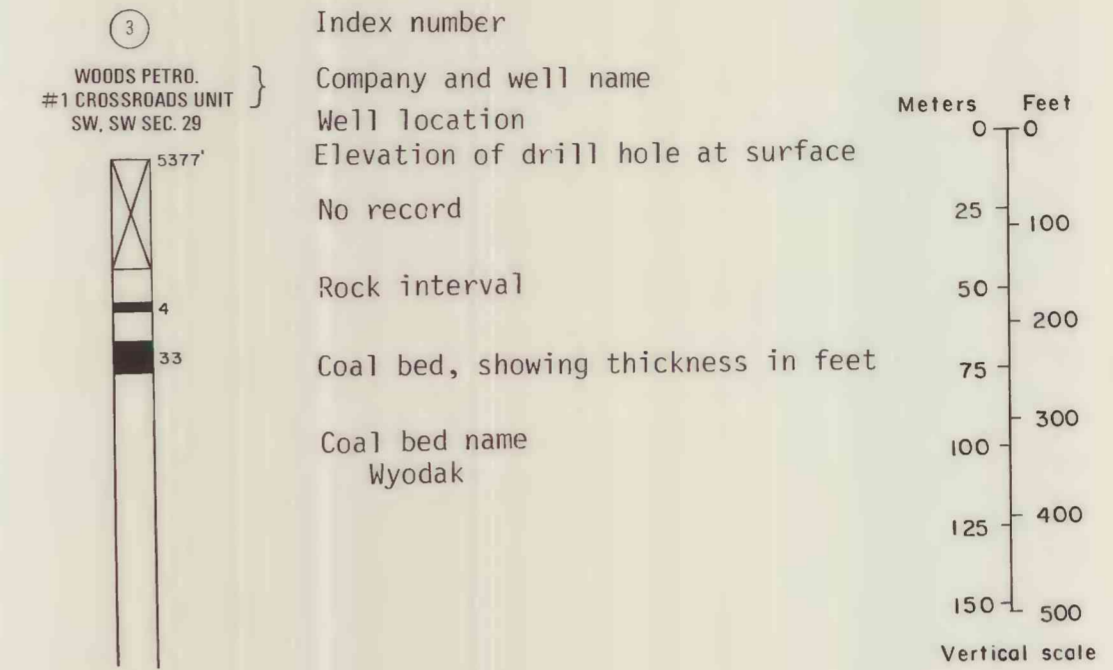 3
Index number
WOODS PETRO.
#1 CROSSROADS UNIT
SW, SW SEC. 29
Company and well name
Well location
5377'
Elevation of drill hole at surface
No record
Rock interval
4
33
Coal bed, showing thickness in feet
Coal bed name
Wyodak
Meters Feet
0 0
25
100
50
200
75
300
100
400
125
150
500
Vertical scale